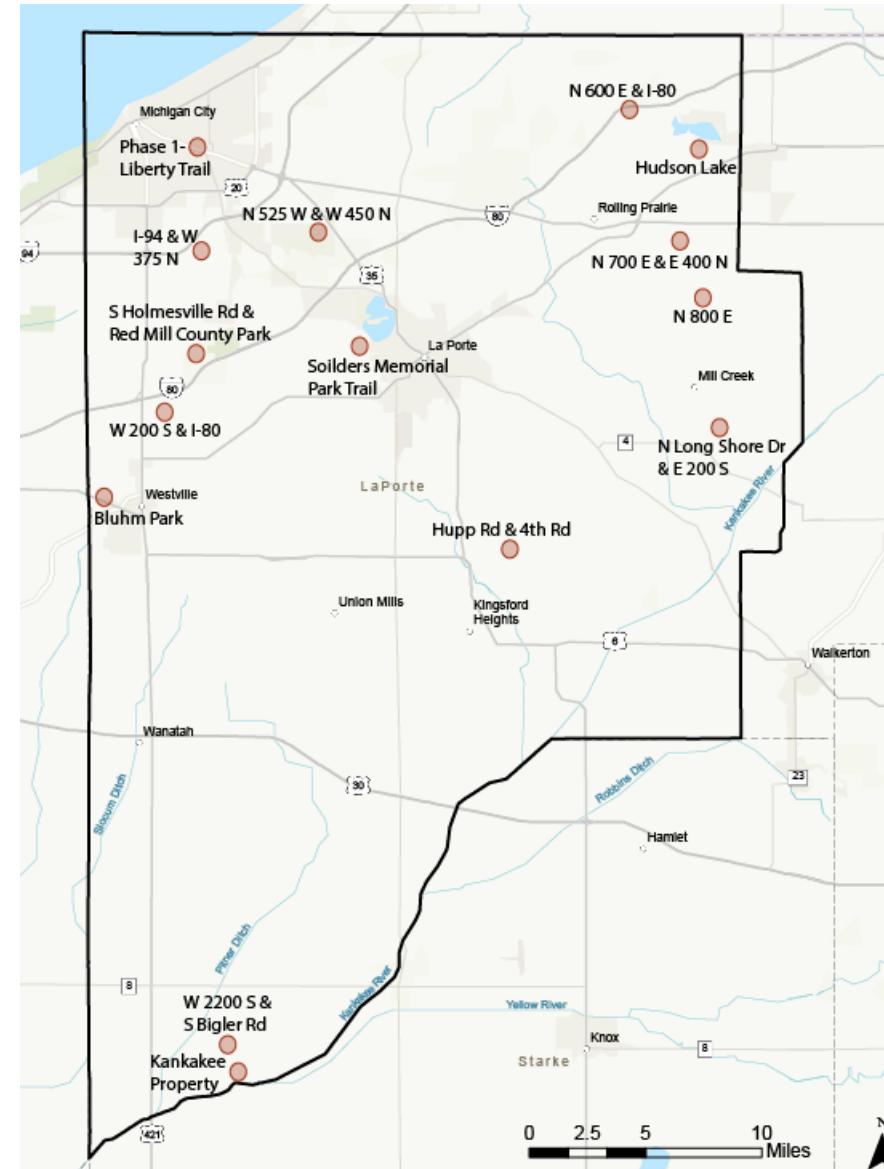 N 600 E & I-80
Michigan City
Phase 1-
Liberty Trail
Hudson Lake
20
N 525 W & W 450 N
80
Rolling Prairie
I-94 & W
375 N
94
35
N 700 E & E 400 N
S Holmesville Rd &
Red Mill County Park
N 800 E
La Porte
Soilders Memorial
Park Trail
80
Mill Creek
W 200 S & I-80
4
N Long Shore Dr
& E 200 S
LaPorte
Westville
Bluhm Park
Kankakee River
Hupp Rd & 4th Rd
Union Mills
Kingsford
Heights
6
Walkerton
Wanatah
Slocum Ditch
30
Robbins Ditch
23
Hamlet
Pitner Ditch
8
Kankakee River
W 2200 S &
S Bigler Rd
Yellow River
Knox
8
Kankakee
Property
Starke
421
0 2.5 5 10
Miles
N